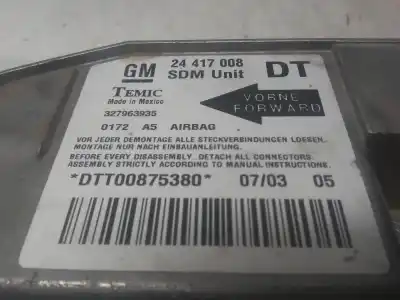 GM 24 417 008 DT
SDM Unit
TEMIC
Made in Mexico
VORNE
FORWARD
327963935
0172 A5 AIRBAG
VOR JEDER DEMONTAGE ALLE STECKVERBINDUNGEN LOESEN.
MONTAGE NUR NACH EINBAUANLEITUNG.
BEFORE EVERY DISASSEMBLY, DETACH ALL CONNECTORS.
ASSEMBLY STRICTLY ACCORDING TO MANUAL INSTRUCTIONS.
*DTT00875380* 07/03 05